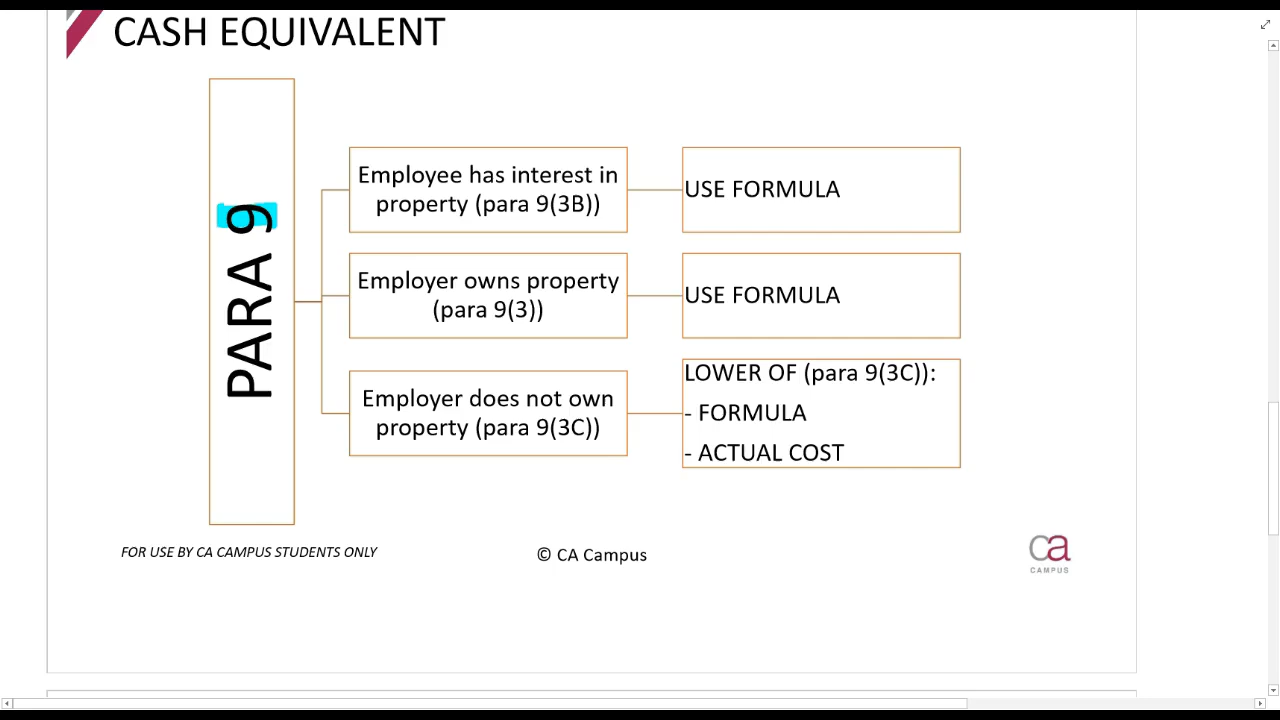 CASH EQUIVALENT
PARA 9
Employee has interest in
property (para 9(3B))
USE FORMULA
Employer owns property
(para 9(3))
USE FORMULA
Employer does not own
property (para 9(3C))
LOWER OF (para 9(3C)):
- FORMULA
- ACTUAL COST
FOR USE BY CA CAMPUS STUDENTS ONLY
© CA Campus
ca
CAMPUS